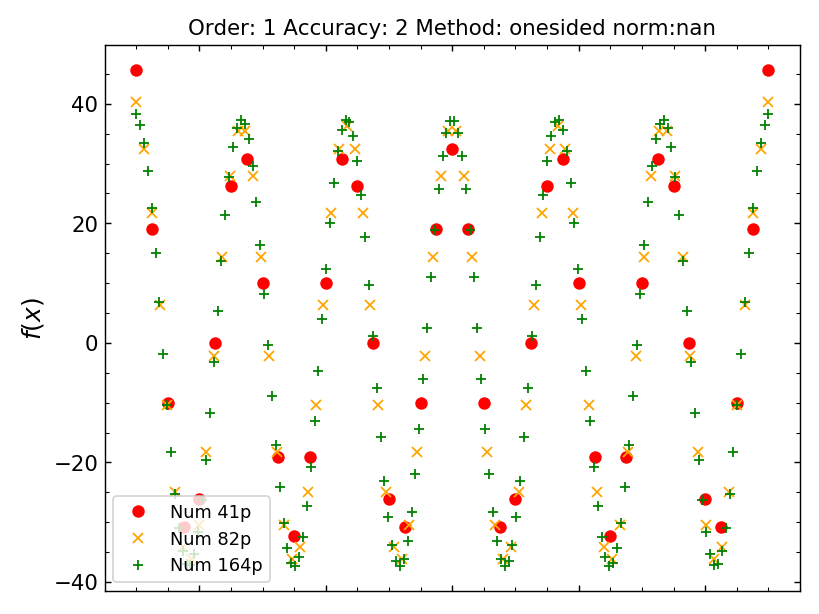 Order: 1 Accuracy: 2 Method: onesided norm:nan
f(x)
40
20
0
−20
−40
Num 41p
Num 82p
Num 164p